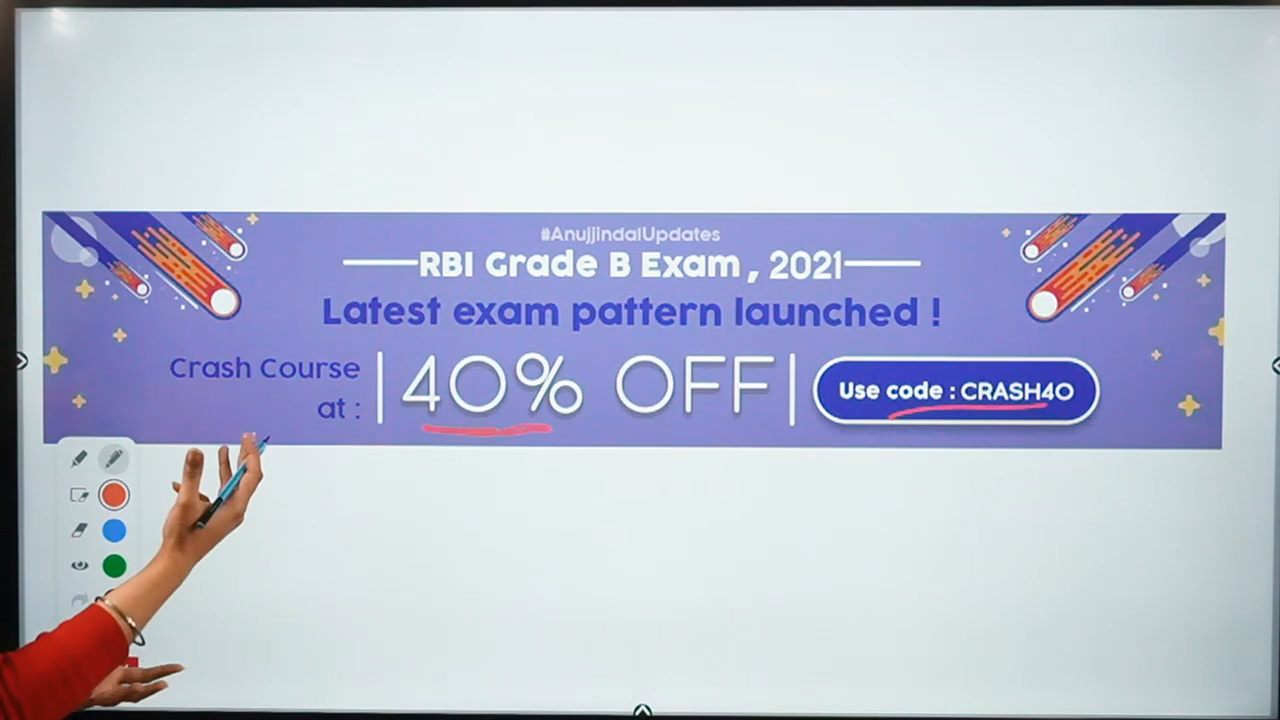 #AnujjindalUpdates
RBI Grade B Exam , 2021
Latest exam pattern launched !
Crash Course
at :
40% OFF
Use code : CRASH40